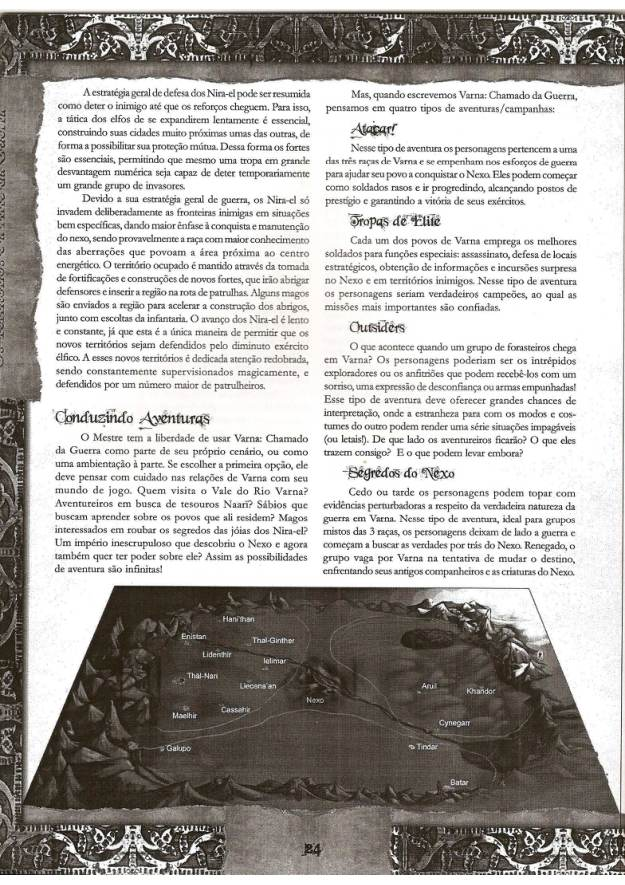 A estratégia geral de defesa dos Nira-el pode ser resumida
como deter o inimigo até que os reforços cheguem. Para isso,
a tática dos elfos de se expandirem lentamente é essencial,
construindo suas cidades muito próximas umas das outras, de
forma a possibilitar sua proteção mútua. Dessa forma os fortes
são essenciais, permitindo que mesmo uma tropa em grande
desvantagem numérica seja capaz de deter temporariamente
um grande grupo de invasores.
Devido a sua estratégia geral de guerra, os Nira-el só
invadem deliberadamente as fronteiras inimigas em situações
bem específicas, dando maior ênfase à conquista e manutenção
do nexo, sendo provavelmente a raça com maior conhecimento
das aberrações que povoam a área próxima ao centro
energético. O território ocupado é mantido através da tomada
de fortificações e construções de novos fortes, que irão abrigar
defensores e inserir a região na rota de patrulhas. Alguns magos
são enviados a região para acelerar a construção dos abrigos,
junto com escoltas da infantaria. O avanço dos Nira-el é lento
e constante, já que esta é a única maneira de permitir que os
novos territórios sejam defendidos pelo diminuto exército
élfico. A esses novos territórios é dedicada atenção redobrada,
sendo constantemente supervisionados magicamente, e
defendidos por um número maior de patrulheiros.
Conduzindo Aventuras
O Mestre tem a liberdade de usar Varna: Chamado
da Guerra como parte de seu próprio cenário, ou como
uma ambientação à parte. Se escolher a primeira opção, ele
deve pensar com cuidado nas relações de Varna com seu
mundo de jogo. Quem visita o Vale do Rio Varna?
Aventureiros em busca de tesouros Naari? Sábios que
buscam aprender sobre os povos que ali residem? Magos
interessados em roubar os segredos das jóias dos Nira-el?
Um império inescrupuloso que descobriu o Nexo e agora
também quer ter poder sobre ele? Assim as possibilidades
de aventura são infinitas!
Mas, quando escrevemos Varna: Chamado da Guerra,
pensamos em quatro tipos de aventuras/campanhas:
Atacar!
Nesse tipo de aventura os personagens pertencem a uma
das três raças de Varna e se empenham nos esforços de guerra
para ajudar seu povo a conquistar o Nexo. Eles podem começar
como soldados rasos e ir progredindo, alcançando postos de
prestígio e garantindo a vitória de seus exércitos.
Tropas de Elite
Cada um dos povos de Varna emprega os melhores
soldados para funções especiais: assassinato, defesa de locais
estratégicos, obtenção de informações e incursões surpresa
no Nexo e em territórios inimigos. Nesse tipo de aventura
os personagens seriam verdadeiros campeões, ao qual as
missões mais importantes são confiadas.
Outsiders
O que acontece quando um grupo de forasteiros chega
em Varna? Os personagens poderiam ser os intrépidos
exploradores ou os anfitriões que podem recebê-los com um
sorriso, uma expressão de desconfiança ou armas empunhadas!
Esse tipo de aventura deve oferecer grandes chances de
interpretação, onde a estranheza para com os modos e cos-
tumes do outro podem render uma série situações impagáveis
(ou letais!). De que lado os aventureiros ficarão? O que eles
trazem consigo? E o que podem levar embora?
Segredos do Nexo
Cedo ou tarde os personagens podem topar com
evidências perturbadoras a respeito da verdadeira natureza da
guerra em Varna. Nesse tipo de aventura, ideal para grupos
mistos das 3 raças, os personagens deixam de lado a guerra e
começam a buscar as verdades por trás do Nexo. Renegado, o
grupo vaga por Varna na tentativa de mudar o destino,
enfrentando seus antigos companheiros e as criaturas do Nexo.
Hani'than
Enistan
Thal-Ginther
Lidenthir
Ielimar
Thal-Nari
Liecena'an
Nexo
Aruil
Khandor
Cassahir
Maelhir
Cynegarr
Galupo
Tindar
Batar
24